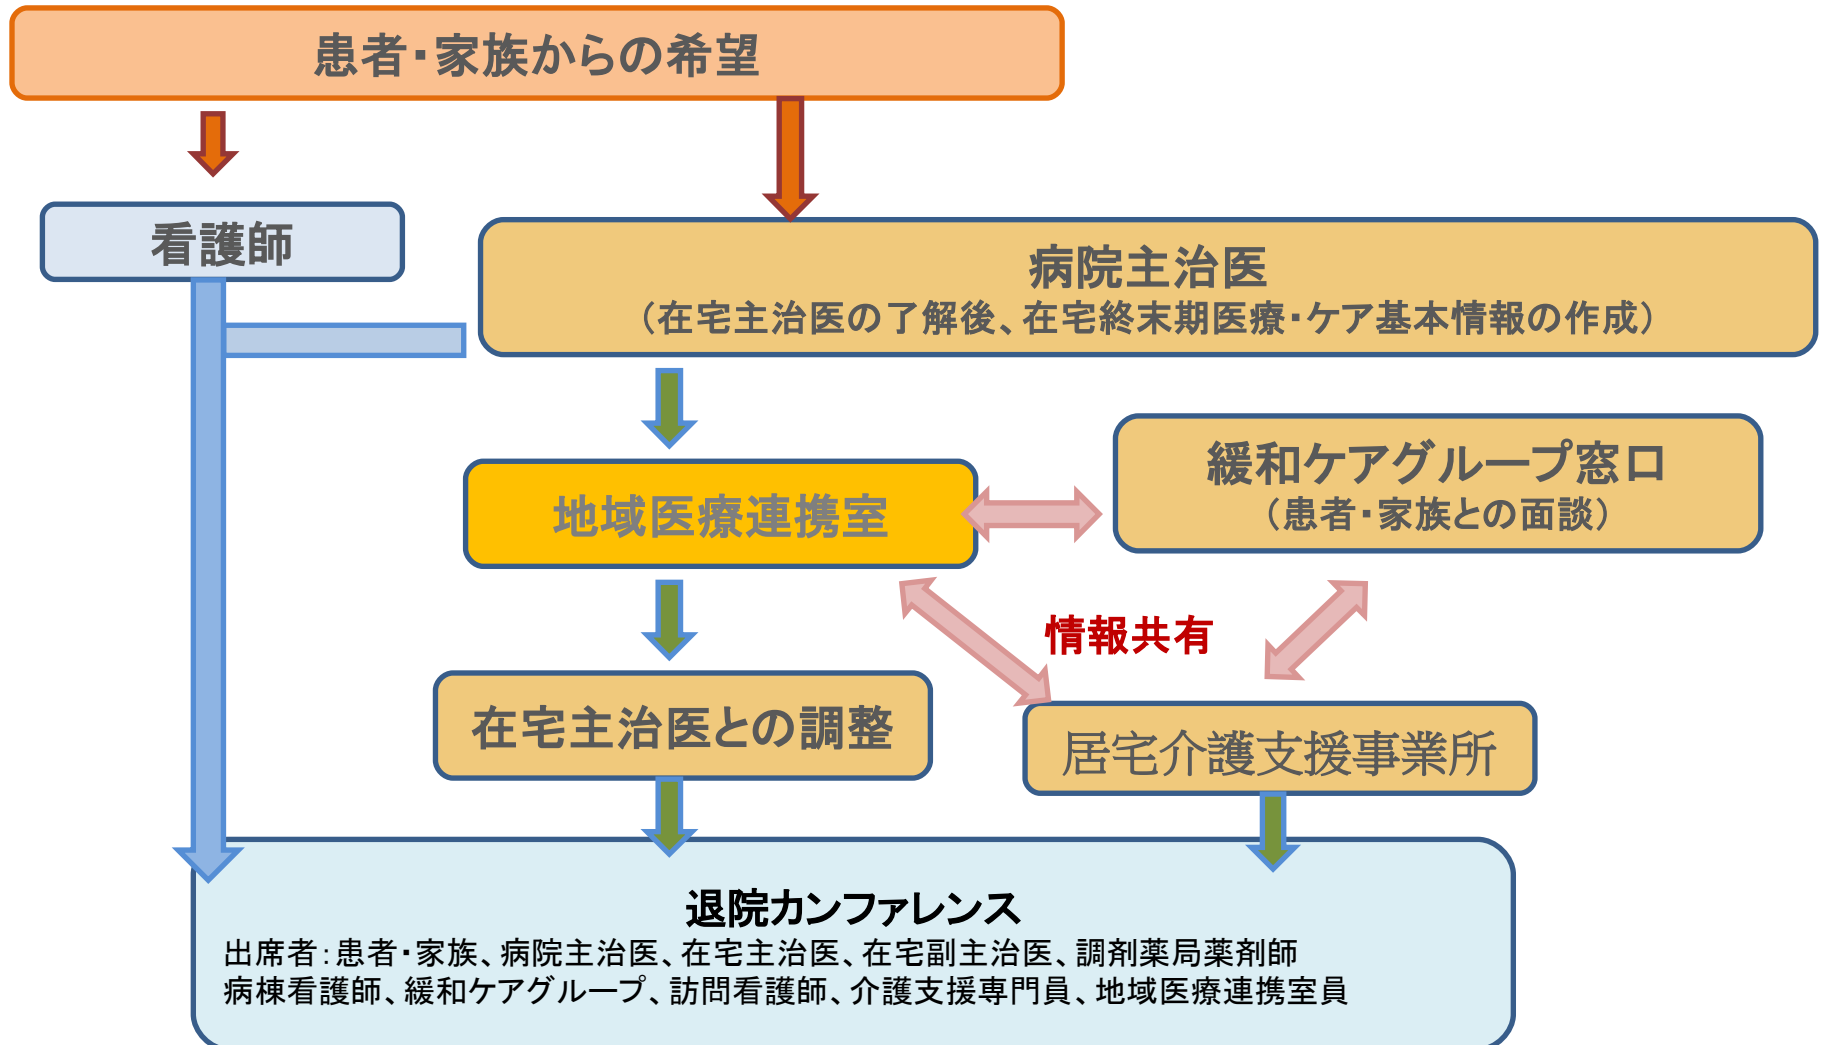 患者・家族からの希望
看護師
病院主治医
（在宅主治医の了解後、在宅終末期医療・ケア基本情報の作成）
地域医療連携室
緩和ケアグループ窓口
（患者・家族との面談）
情報共有
在宅主治医との調整
居宅介護支援事業所
退院カンファレンス
出席者：患者・家族、病院主治医、在宅主治医、在宅副主治医、調剤薬局薬剤師
病棟看護師、緩和ケアグループ、訪問看護師、介護支援専門員、地域医療連携室員